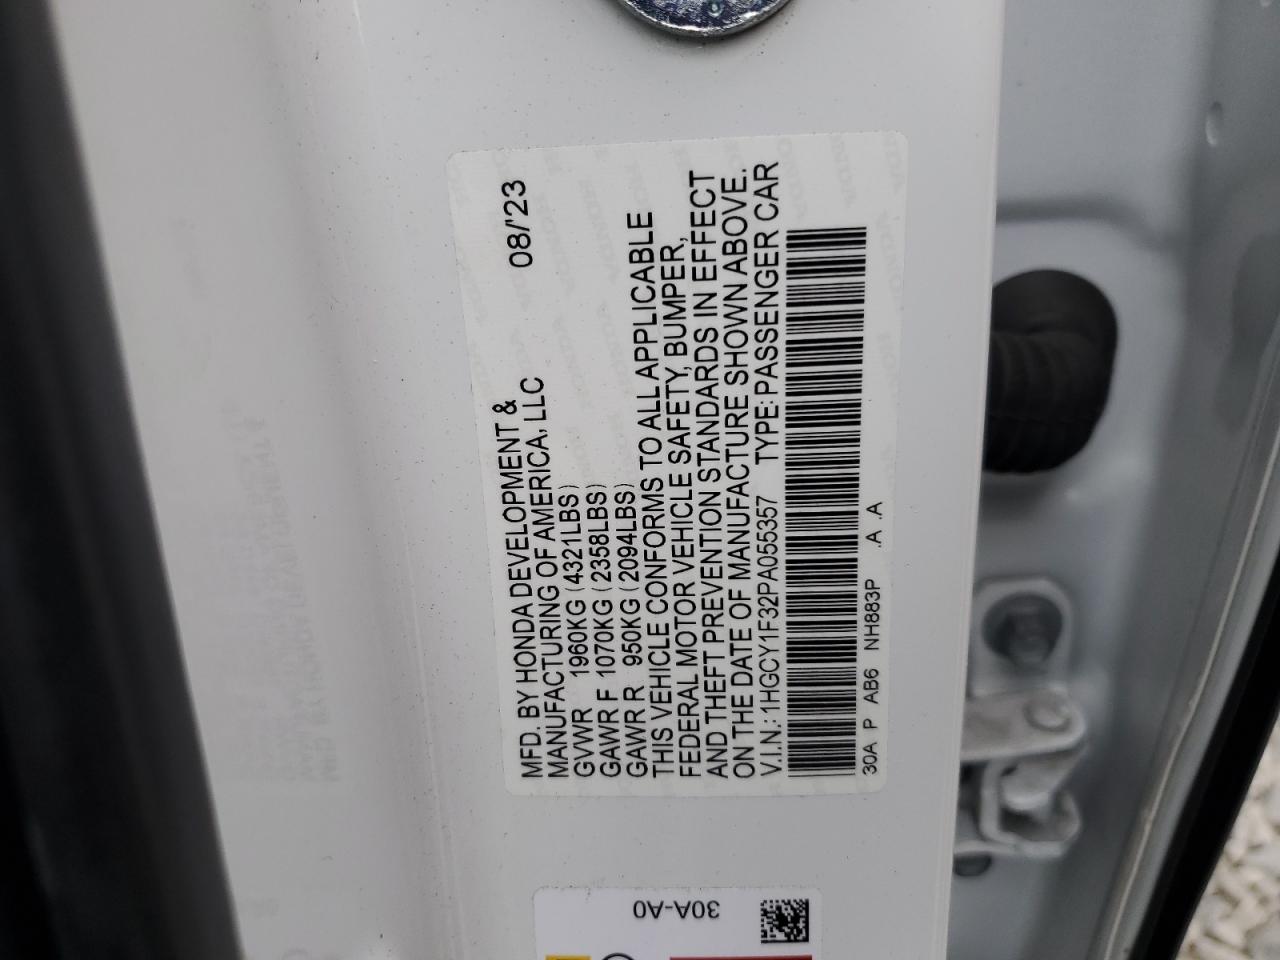 MFD. BY HONDA DEVELOPMENT & 08/'23
MANUFACTURING OF AMERICA, LLC
GVWR 1960KG (4321LBS)
GAWR F 1070KG (2358LBS)
GAWR R 950KG (2094LBS)
THIS VEHICLE CONFORMS TO ALL APPLICABLE
FEDERAL MOTOR VEHICLE SAFETY, BUMPER,
AND THEFT PREVENTION STANDARDS IN EFFECT
ON THE DATE OF MANUFACTURE SHOWN ABOVE.
V.I.N.: 1HGCY1F32PA055357 TYPE: PASSENGER CAR
30A P AB6 NH883P .A .A
30A-A0